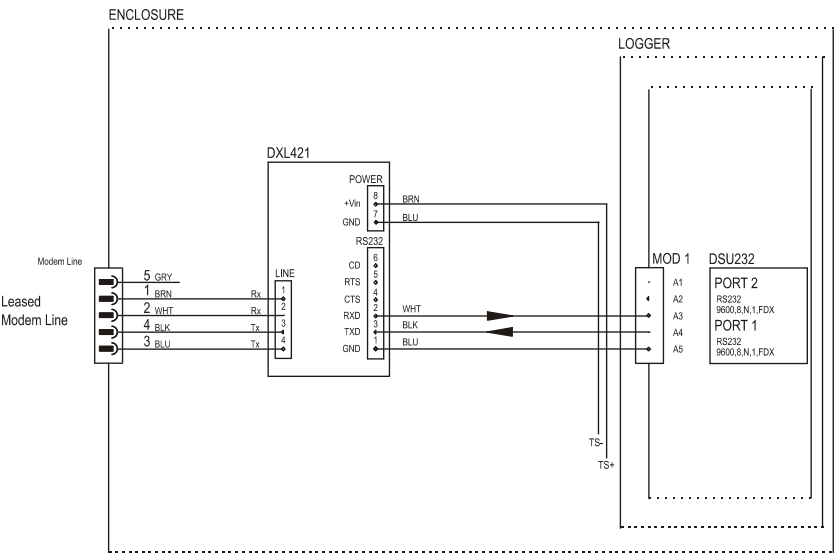 ENCLOSURE
LOGGER
DXL421
POWER
8
+Vin
BRN
7
GND
BLU
RS232
6
CD
5
RTS
4
CTS
2
RXD
WHT
3
TXD
BLK
1
GND
BLU
Modem Line
Leased
Modem Line
5 GRY
1 BRN
2 WHT
4 BLK
3 BLU
LINE
Rx 1
Rx 2
Tx 3
Tx 4
TS-
TS+
MOD 1
A1
A2
A3
A4
A5
DSU232
PORT 2
RS232
9600,8,N,1,FDX
PORT 1
RS232
9600,8,N,1,FDX